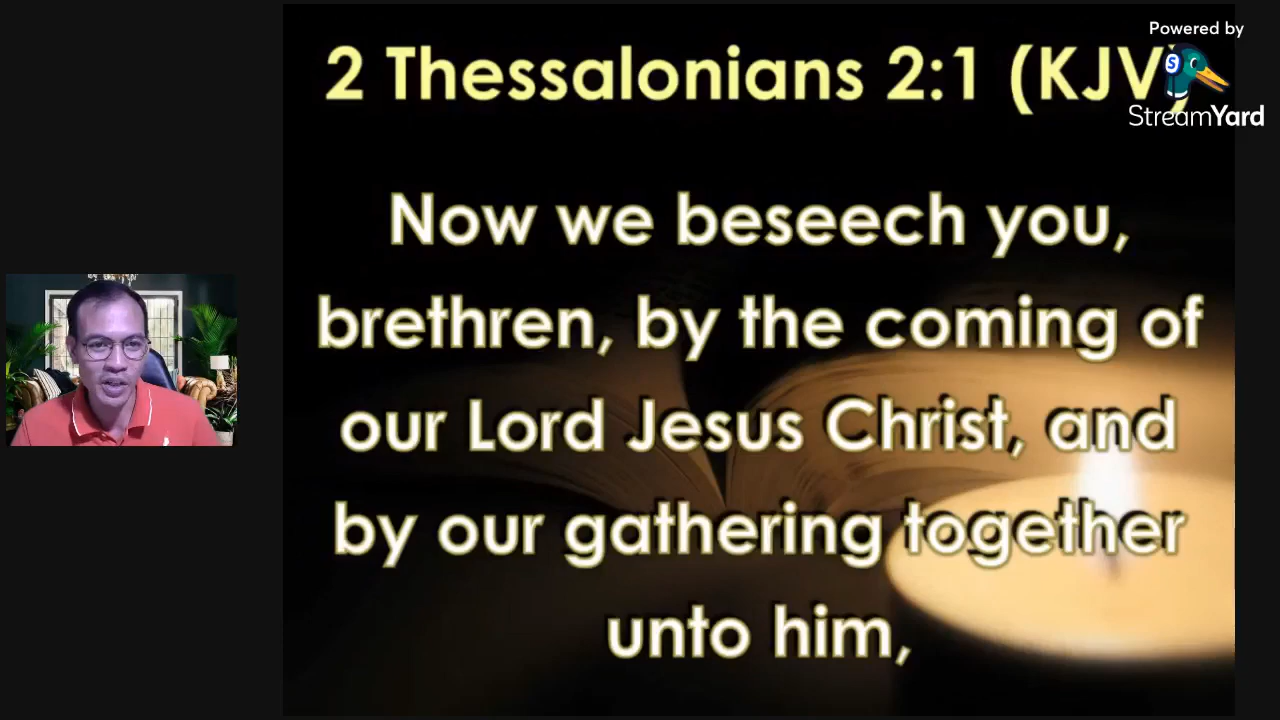 Powered by
StreamYard
2 Thessalonians 2:1 (KJV)
Now we beseech you,
brethren, by the coming of
our Lord Jesus Christ, and
by our gathering together
unto him,